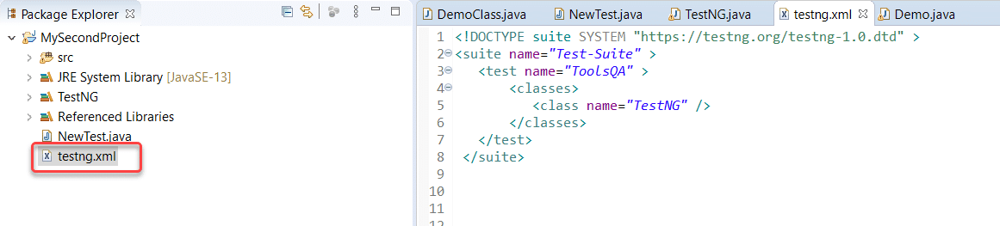 Package Explorer
MySecondProject
src
JRE System Library [JavaSE-13]
TestNG
Referenced Libraries
NewTest.java
testng.xml
DemoClass.java NewTest.java TestNG.java testng.xml Demo.java
1 <!DOCTYPE suite SYSTEM "https://testng.org/testng-1.0.dtd" >
2 <suite name="Test-Suite" >
3 <test name="ToolsQA" >
4 <classes>
5 <class name="TestNG" />
6 </classes>
7 </test>
8 </suite>
9
10
11
12